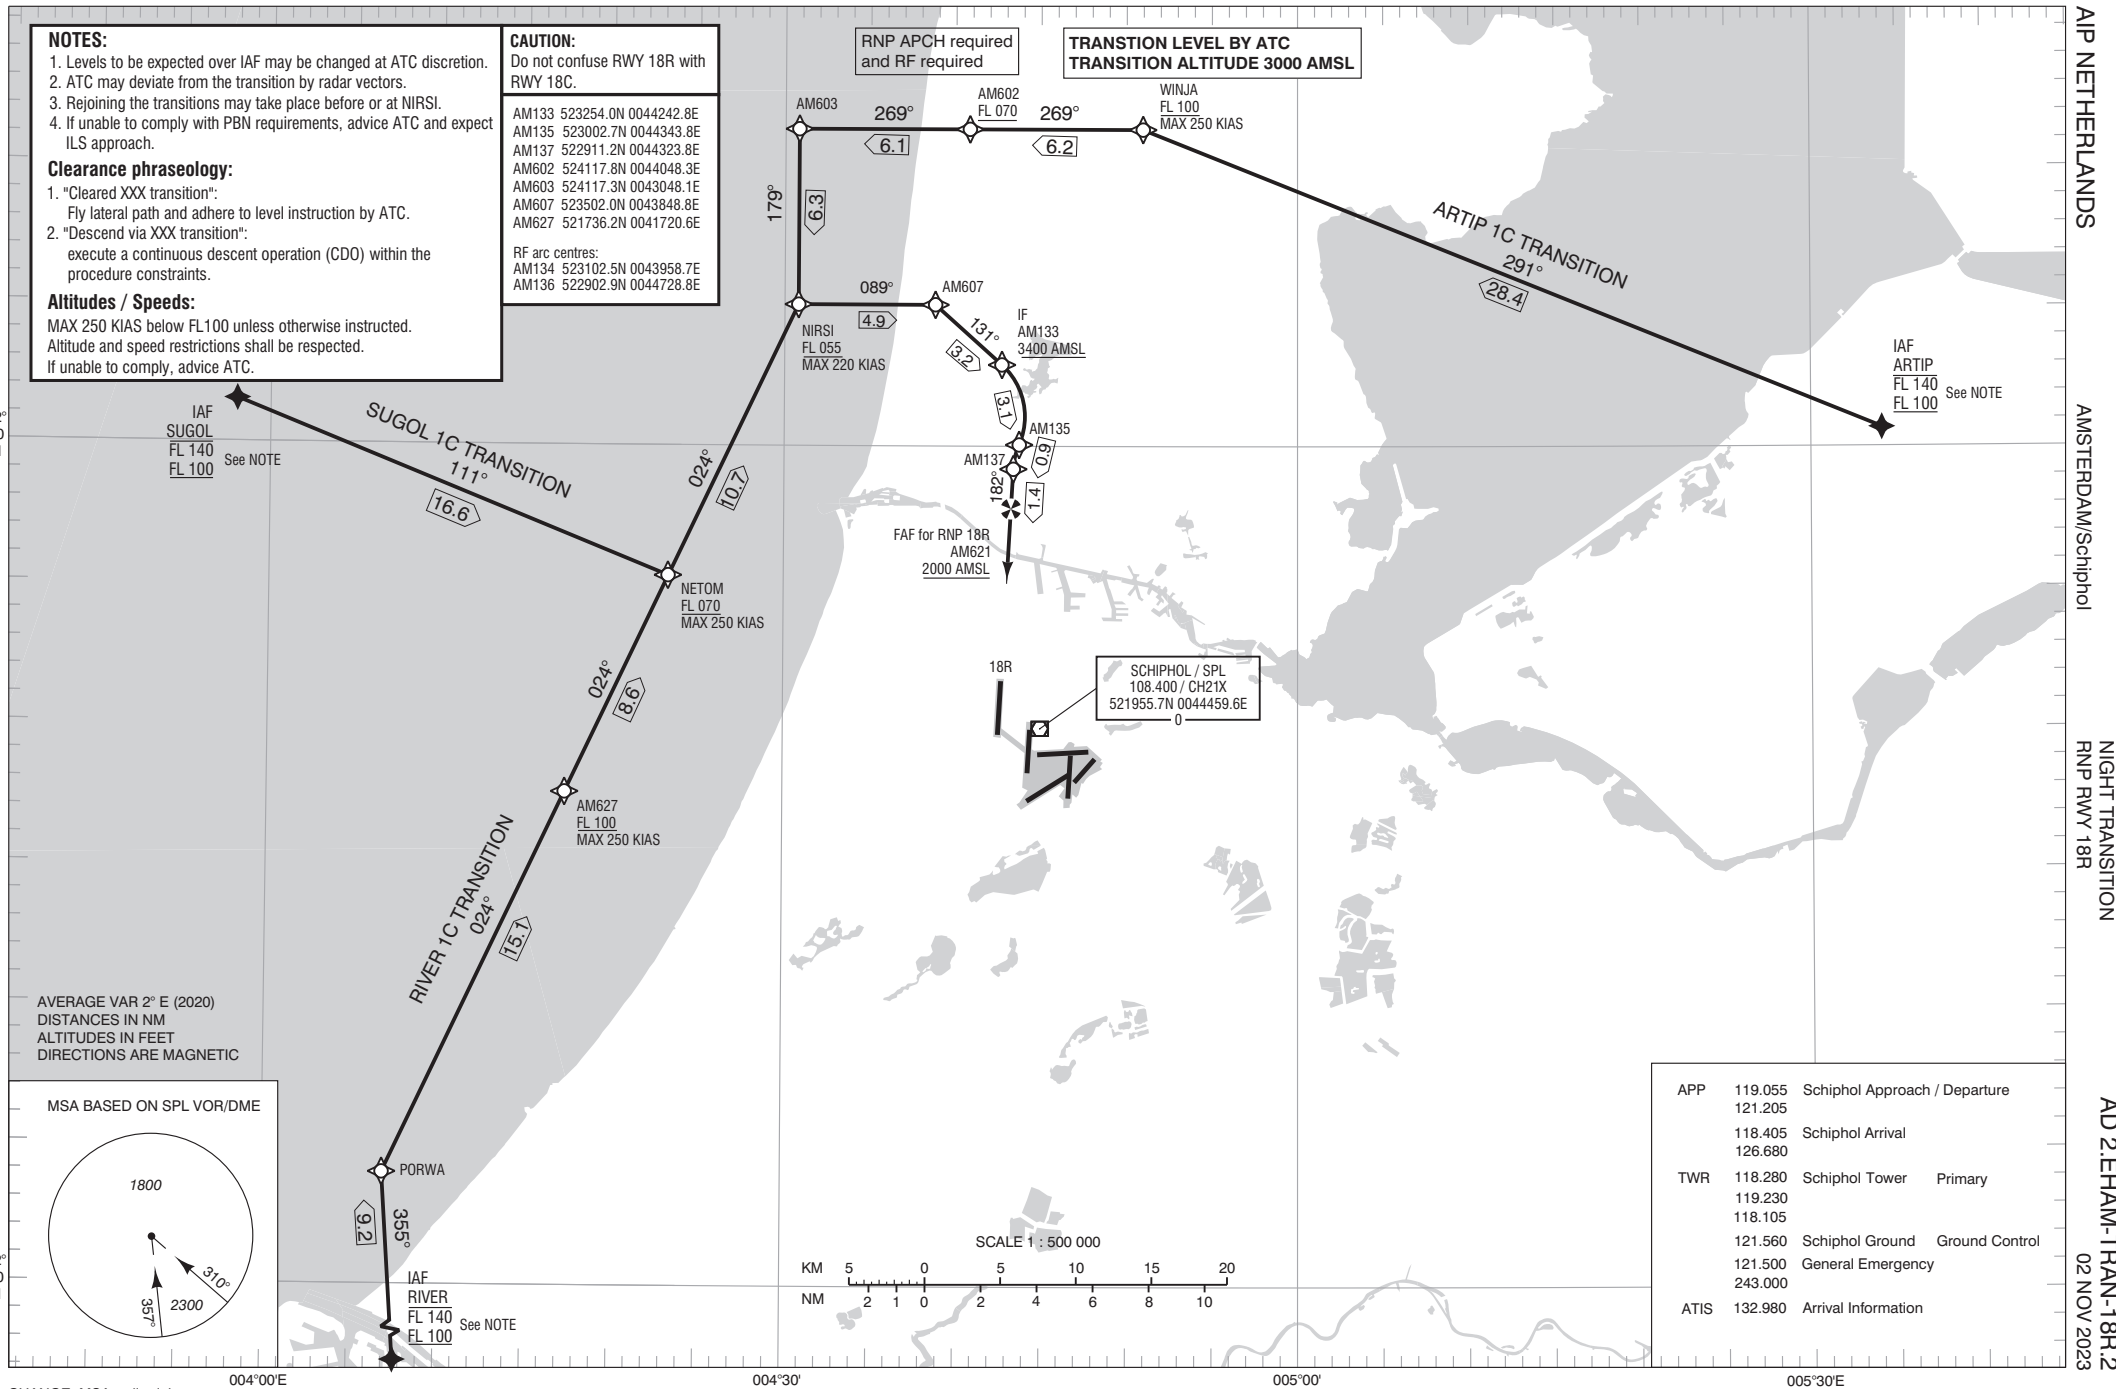 NOTES:
1. Levels to be expected over IAF may be changed at ATC discretion.
2. ATC may deviate from the transition by radar vectors.
3. Rejoining the transitions may take place before or at NIRSI.
4. If unable to comply with PBN requirements, advice ATC and expect
ILS approach.
Clearance phraseology:
1. "Cleared XXX transition":
Fly lateral path and adhere to level instruction by ATC.
2. "Descend via XXX transition":
execute a continuous descent operation (CDO) within the
procedure constraints.
Altitudes / Speeds:
MAX 250 KIAS below FL100 unless otherwise instructed.
Altitude and speed restrictions shall be respected.
If unable to comply, advice ATC.
CAUTION:
Do not confuse RWY 18R with
RWY 18C.
AM133 523254.0N 0044242.8E
AM135 523002.7N 0044343.8E
AM137 522911.2N 0044323.8E
AM602 524117.8N 0044048.3E
AM603 524117.3N 0043048.1E
AM607 523502.0N 0043848.8E
AM627 521736.2N 0041720.6E
RF arc centres:
AM134 523102.5N 0043958.7E
AM136 522902.9N 0044728.8E
RNP APCH required
and RF required
TRANSTION LEVEL BY ATC
TRANSITION ALTITUDE 3000 AMSL
AM603
269°
6.1
AM602
FL 070
269°
6.2
WINJA
FL 100
MAX 250 KIAS
179°
6.3
ARTIP 1C TRANSITION
291°
28.4
IAF
ARTIP
FL 140
FL 100
See NOTE
089°
4.9
AM607
NIRSI
FL 055
MAX 220 KIAS
131°
3.2
IF
AM133
3400 AMSL
3.1
AM135
0.9
AM137
182°
1.4
FAF for RNP 18R
AM621
2000 AMSL
IAF
SUGOL
FL 140
FL 100
See NOTE
SUGOL 1C TRANSITION
111°
16.6
024°
10.7
NETOM
FL 070
MAX 250 KIAS
024°
8.6
AM627
FL 100
MAX 250 KIAS
RIVER 1C TRANSITION
024°
15.1
PORWA
9.2
355°
IAF
RIVER
FL 140
FL 100
See NOTE
18R
SCHIPHOL / SPL
108.400 / CH21X
521955.7N 0044459.6E
0
AVERAGE VAR 2° E (2020)
DISTANCES IN NM
ALTITUDES IN FEET
DIRECTIONS ARE MAGNETIC
MSA BASED ON SPL VOR/DME
1800
310°
357°
2300
SCALE 1 : 500 000
KM 5 0 5 10 15 20
NM 2 1 0 2 4 6 8 10
APP 119.055 Schiphol Approach / Departure
121.205
118.405 Schiphol Arrival
126.680
TWR 118.280 Schiphol Tower Primary
119.230
118.105
121.560 Schiphol Ground Ground Control
121.500 General Emergency
243.000
ATIS 132.980 Arrival Information
004°00'E
004°30'
005°00'
005°30'E
AIP NETHERLANDS
AMSTERDAM/Schiphol
NIGHT TRANSITION
RNP RWY 18R
AD 2.EHAM-TRAN-18R.2
02 NOV 2023